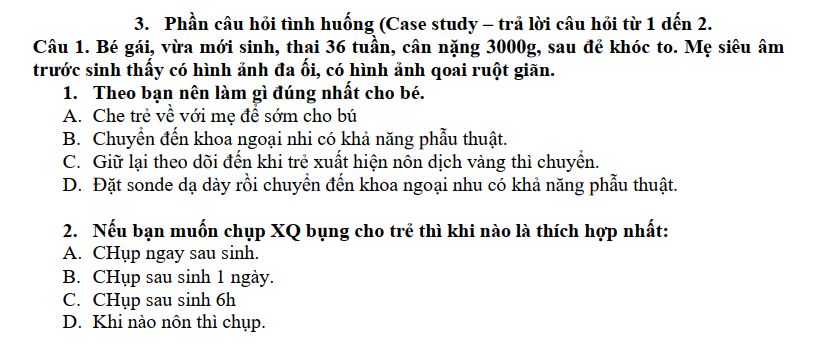 3. Phần câu hỏi tình huống (Case study – trả lời câu hỏi từ 1 dến 2.
Câu 1. Bé gái, vừa mới sinh, thai 36 tuần, cân nặng 3000g, sau đẻ khóc to. Mẹ siêu âm
trước sinh thấy có hình ảnh đa ối, có hình ảnh qoai ruột giãn.
1. Theo bạn nên làm gì đúng nhất cho bé.
A. Che trẻ về với mẹ để sớm cho bú
B. Chuyển đến khoa ngoại nhi có khả năng phẫu thuật.
C. Giữ lại theo dõi đến khi trẻ xuất hiện nôn dịch vàng thì chuyển.
D. Đặt sonde dạ dày rồi chuyển đến khoa ngoại nhu có khả năng phẫu thuật.
2. Nếu bạn muốn chụp XQ bụng cho trẻ thì khi nào là thích hợp nhất:
A. CHụp ngay sau sinh.
B. CHụp sau sinh 1 ngày.
C. CHụp sau sinh 6h
D. Khi nào nôn thì chụp.